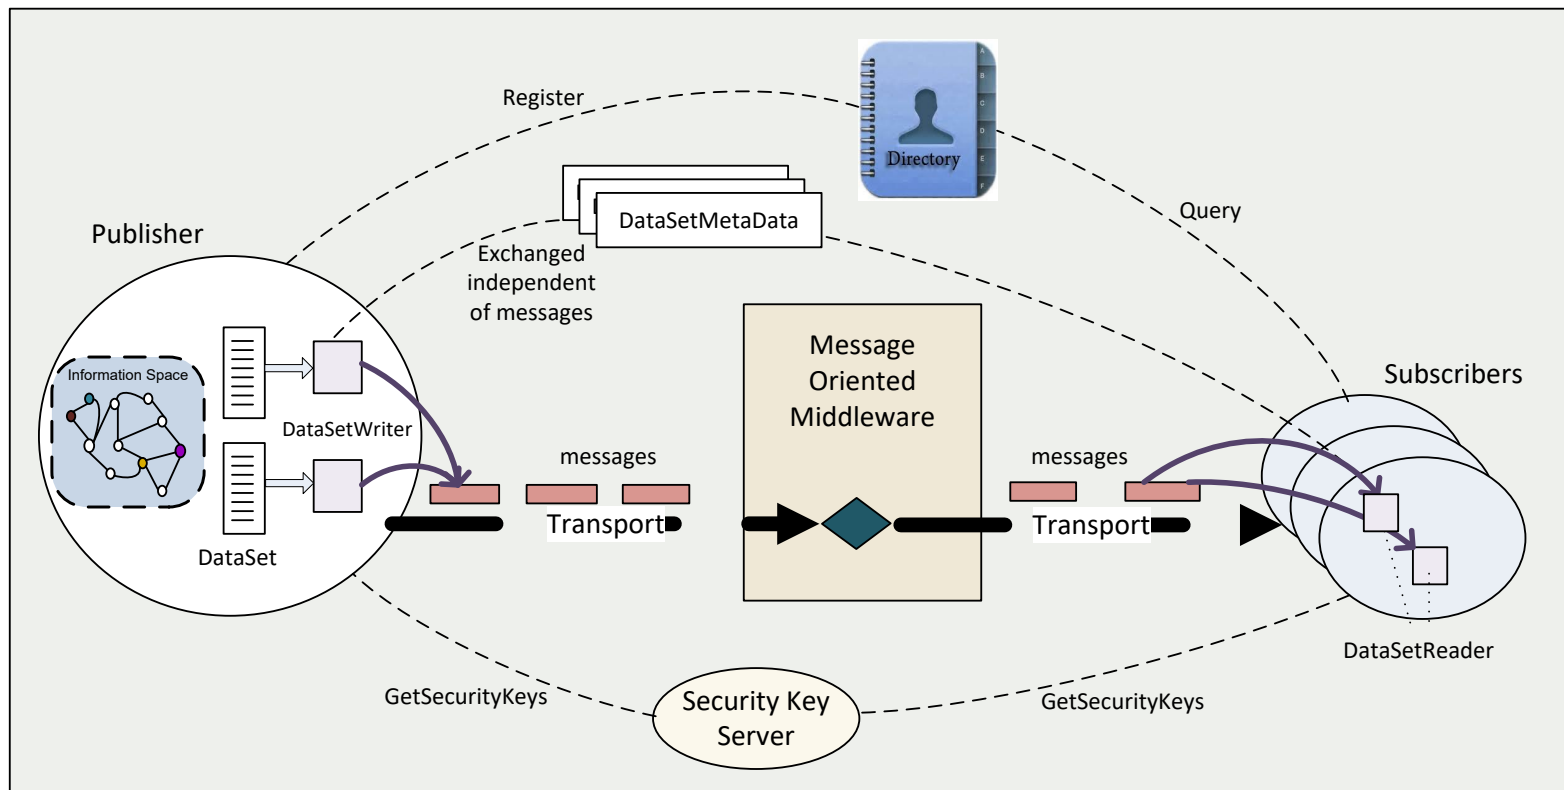 Register
A
B
C
D
E
F
Directory
Query
DataSetMetaData
Publisher
Exchanged
independent
of messages
Message
Oriented
Middleware
Subscribers
Information Space
DataSetWriter
messages
messages
Transport
Transport
DataSet
DataSetReader
GetSecurityKeys
GetSecurityKeys
Security Key
Server